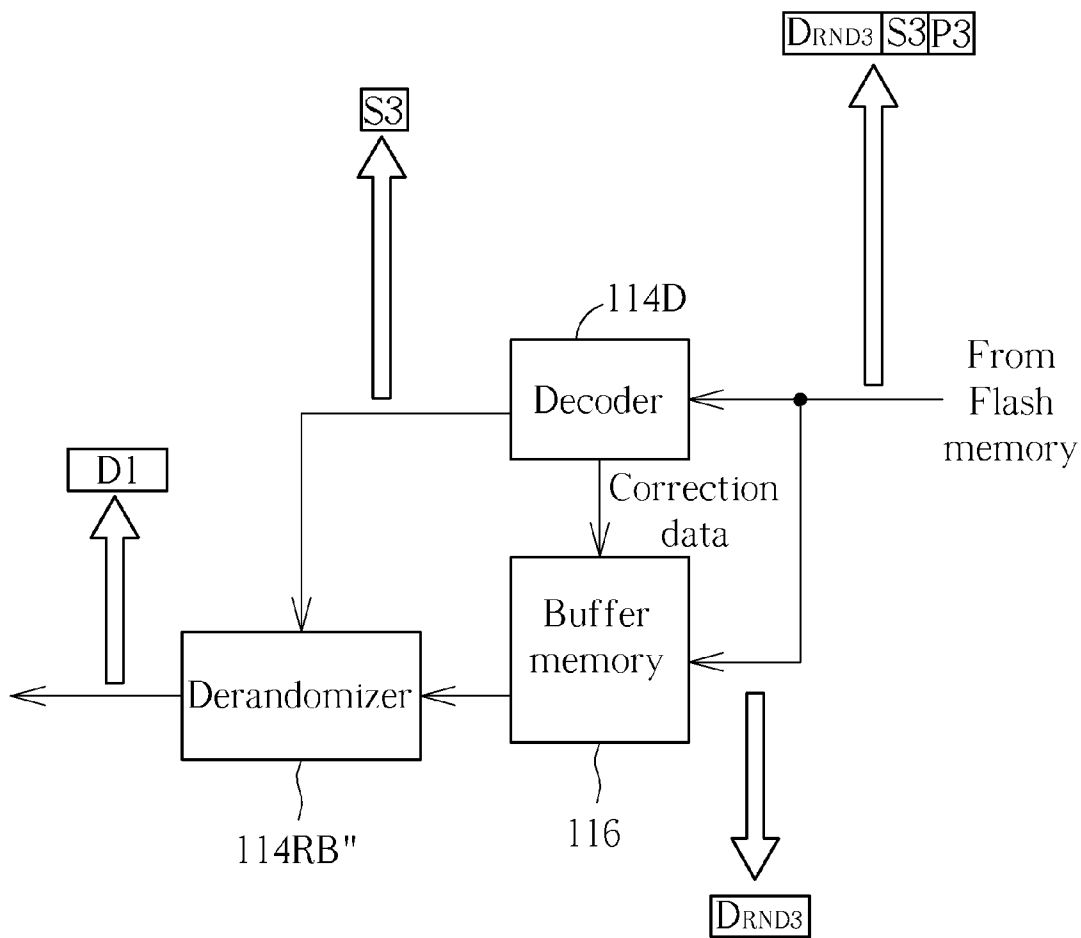 DRND3 S3 P3
S3
114D
From
Flash
memory
Decoder
D1
Correction
data
Buffer
memory
Derandomizer
114RB"
116
DRND3